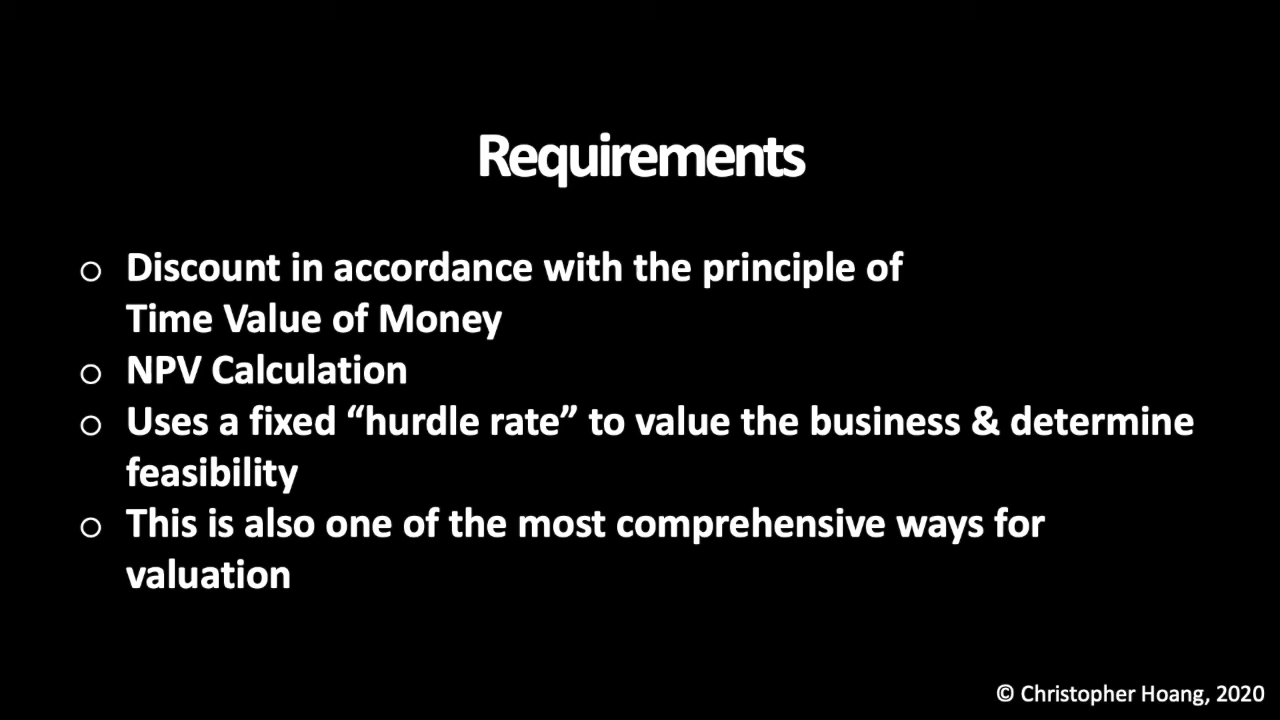 Requirements
○ Discount in accordance with the principle of
Time Value of Money
○ NPV Calculation
○ Uses a fixed “hurdle rate” to value the business & determine
feasibility
○ This is also one of the most comprehensive ways for
valuation
© Christopher Hoang, 2020